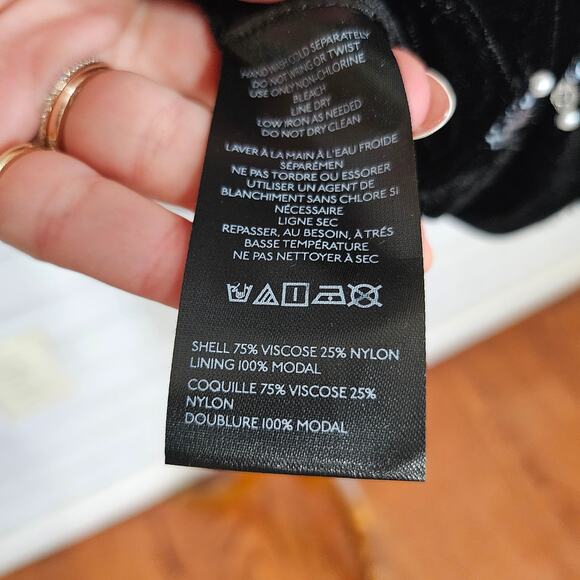 HAND WASH COLD SEPARATELY
DO NOT WRING OR TWIST
USE ONLY NON-CHLORINE
BLEACH
LINE DRY
LOW IRON AS NEEDED
DO NOT DRY CLEAN
LAVER À LA MAIN À L'EAU FROIDE
SÉPARÉMEN
NE PAS TORDRE OU ESSORER
UTILISER UN AGENT DE
BLANCHIMENT SANS CHLORE SI
NÉCESSAIRE
LIGNE SEC
REPASSER, AU BESOIN, À TRÉS
BASSE TEMPÉRATURE
NE PAS NETTOYER À SEC
SHELL 75% VISCOSE 25% NYLON
LINING 100% MODAL
COQUILLE 75% VISCOSE 25%
NYLON
DOUBLURE 100% MODAL